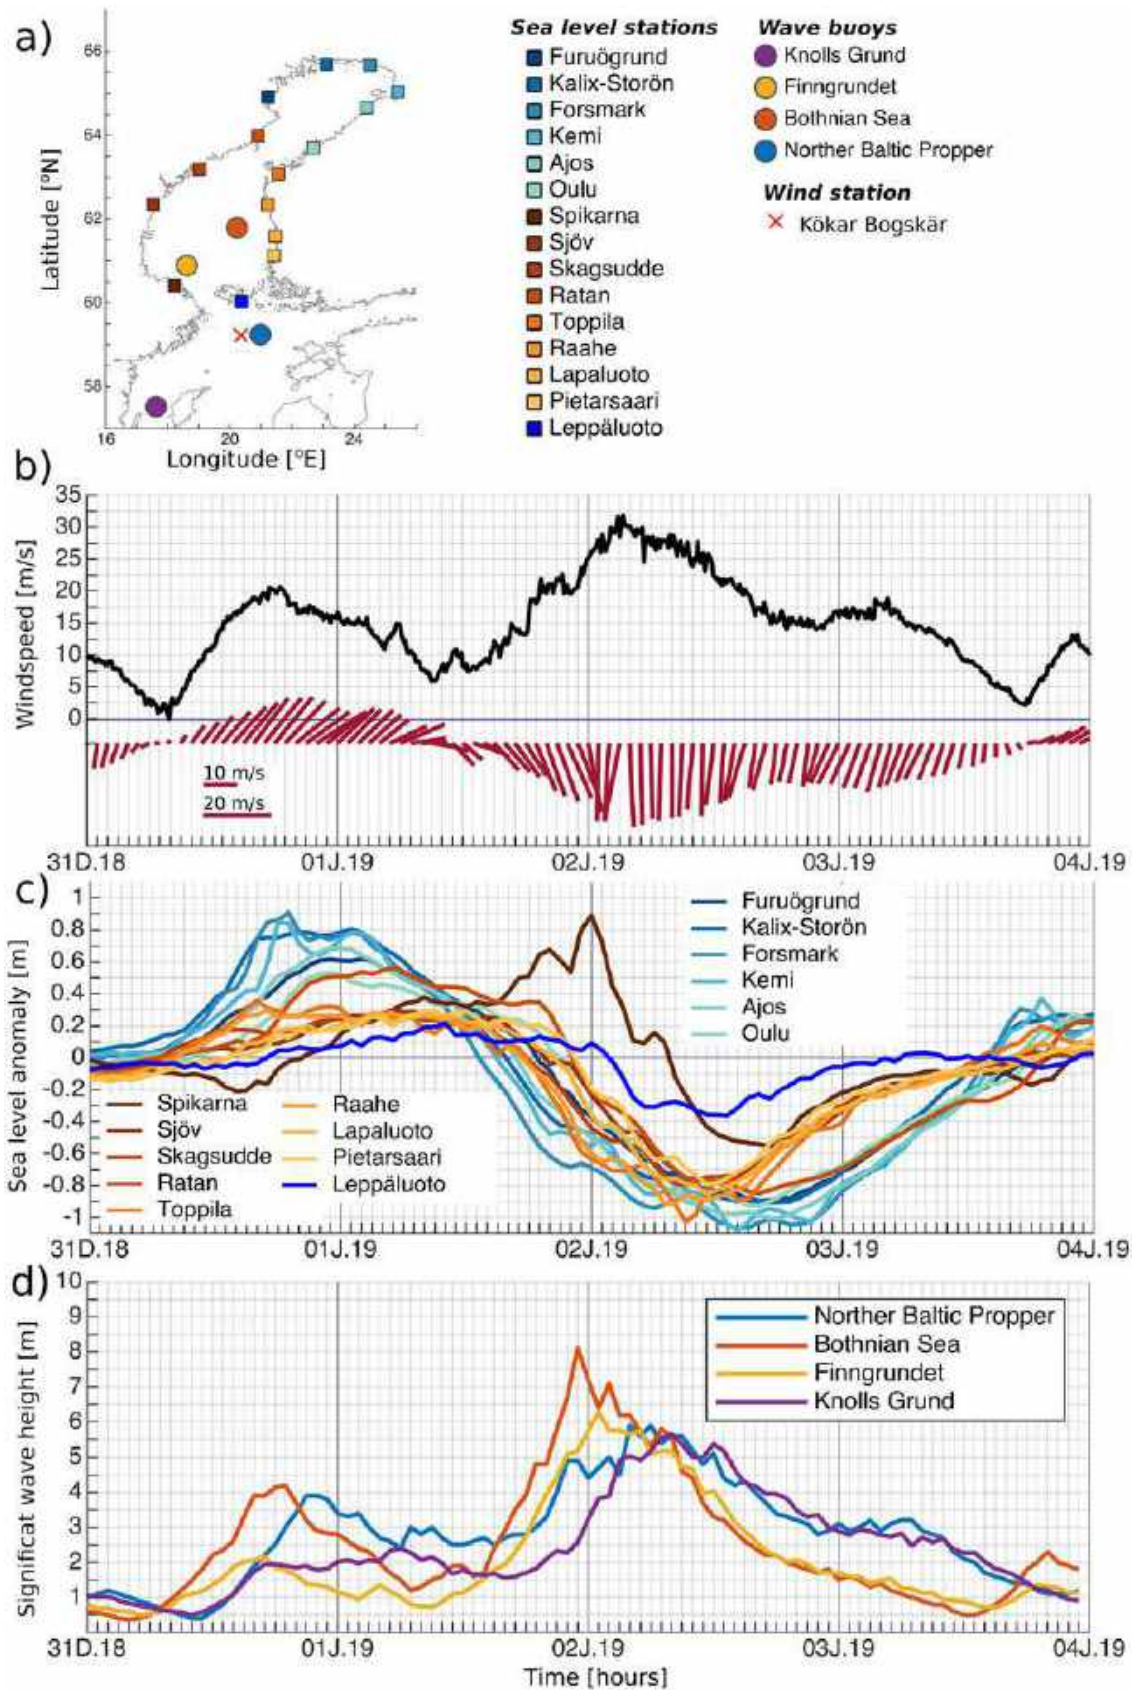 a)
66
64
62
60
58
16
20
24
Latitude [ºN]
Longitude [ºE]
Sea level stations
Furuögrund
Kalix-Storön
Forsmark
Kemi
Ajos
Oulu
Spikarna
Sjöv
Skagsudde
Ratan
Toppila
Raahe
Lapaluoto
Pietarsaari
Leppäluoto
Wave buoys
Knolls Grund
Finngrundet
Bothnian Sea
Norther Baltic Propper
Wind station
Kökar Bogskär
b)
35
30
25
20
15
10
5
0
Windspeed [m/s]
10 m/s
20 m/s
31D.18 01J.19 02J.19 03J.19 04J.19
c)
1
0.8
0.6
0.4
0.2
0
-0.2
-0.4
-0.6
-0.8
-1
Sea level anomaly [m]
Furuögrund
Kalix-Storön
Forsmark
Kemi
Ajos
Oulu
Spikarna
Sjöv
Skagsudde
Ratan
Toppila
Raahe
Lapaluoto
Pietarsaari
Leppäluoto
31D.18 01J.19 02J.19 03J.19 04J.19
d)
10
9
8
7
6
5
4
3
2
1
Significat wave height [m]
Norther Baltic Propper
Bothnian Sea
Finngrundet
Knolls Grund
31D.18 01J.19 02J.19 03J.19 04J.19
Time [hours]